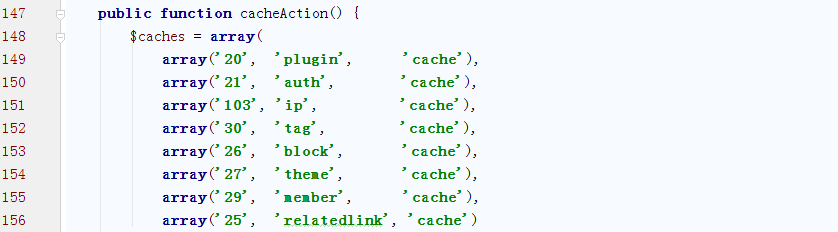 147 public function cacheAction() {
148 $caches = array(
149 array('20', 'plugin', 'cache'),
150 array('21', 'auth', 'cache'),
151 array('103', 'ip', 'cache'),
152 array('30', 'tag', 'cache'),
153 array('26', 'block', 'cache'),
154 array('27', 'theme', 'cache'),
155 array('29', 'member', 'cache'),
156 array('25', 'relatedlink', 'cache')